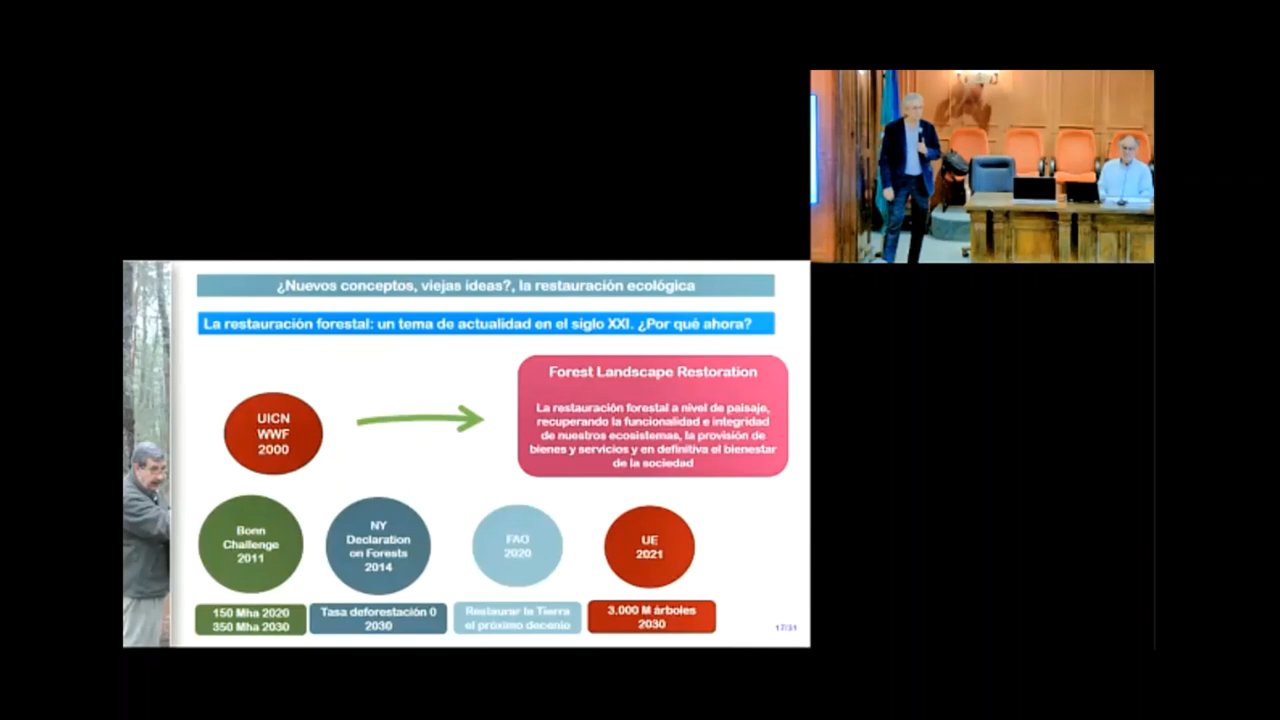 ¿Nuevos conceptos, viejas ideas?, la restauración ecológica
La restauración forestal: un tema de actualidad en el siglo XXI. ¿Por qué ahora?
UICN
WWF
2000
Forest Landscape Restoration
La restauración forestal a nivel de paisaje,
recuperando la funcionalidad e integridad
de nuestros ecosistemas, la provisión de
bienes y servicios y en definitiva el bienestar
de la sociedad
Bonn
Challenge
2011
NY
Declaration
on Forests
2014
FAO
2020
UE
2021
150 Mha 2020
350 Mha 2030
Tasa deforestación 0
2030
Restaurar la Tierra
el próximo decenio
3.000 M árboles
2030
17/31